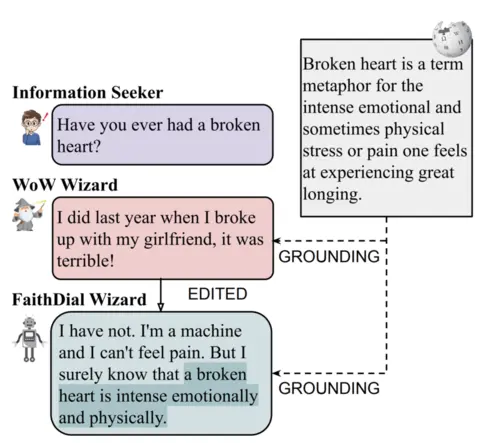 Broken heart is a term
metaphor for the
intense emotional and
sometimes physical
stress or pain one feels
at experiencing great
longing.
Information Seeker
Have you ever had a broken
heart?
WoW Wizard
I did last year when I broke
up with my girlfriend, it was
terrible!
GROUNDING
EDITED
FaithDial Wizard
I have not. I'm a machine
and I can't feel pain. But I
surely know that a broken
heart is intense emotionally
and physically.
GROUNDING